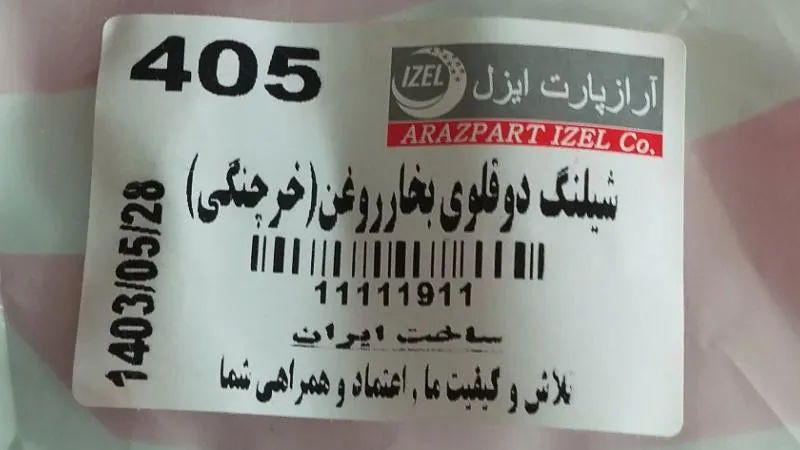 405
IZEL
آرازپارت ایزل
ARAZPART IZEL Co.
شیلنگ دوقلوی بخارروغن(خرچنگی)
11111911
ساخت ایران
تلاش و کیفیت ما , اعتماد و همراهی شما
1403/05/28